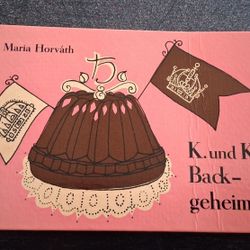 Maria Horváth
K. und K
Back-
geheim